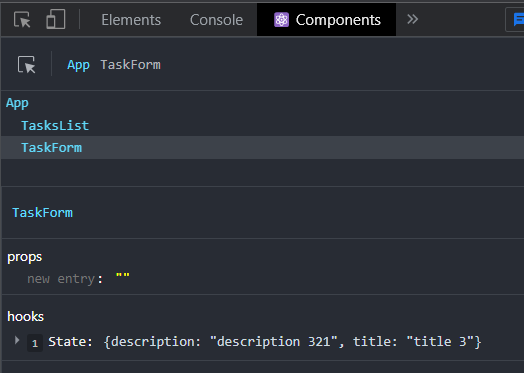 Elements Console Components »
App TaskForm
App
TasksList
TaskForm
TaskForm
props
new entry: ""
hooks
1 State: {description: "description 321", title: "title 3"}